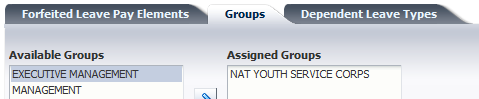 Forfeited Leave Pay Elements Groups Dependent Leave Types
Available Groups Assigned Groups
EXECUTIVE MANAGEMENT NAT YOUTH SERVICE CORPS
MANAGEMENT